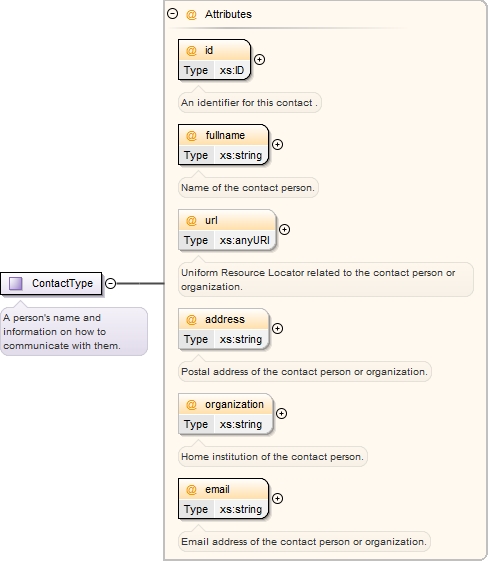 Attributes
@ id
Type xs:ID
An identifier for this contact .
@ fullname
Type xs:string
Name of the contact person.
@ url
Type xs:anyURI
Uniform Resource Locator related to the contact person or
organization.
ContactType
A person's name and
information on how to
communicate with them.
@ address
Type xs:string
Postal address of the contact person or organization.
@ organization
Type xs:string
Home institution of the contact person.
@ email
Type xs:string
Email address of the contact person or organization.